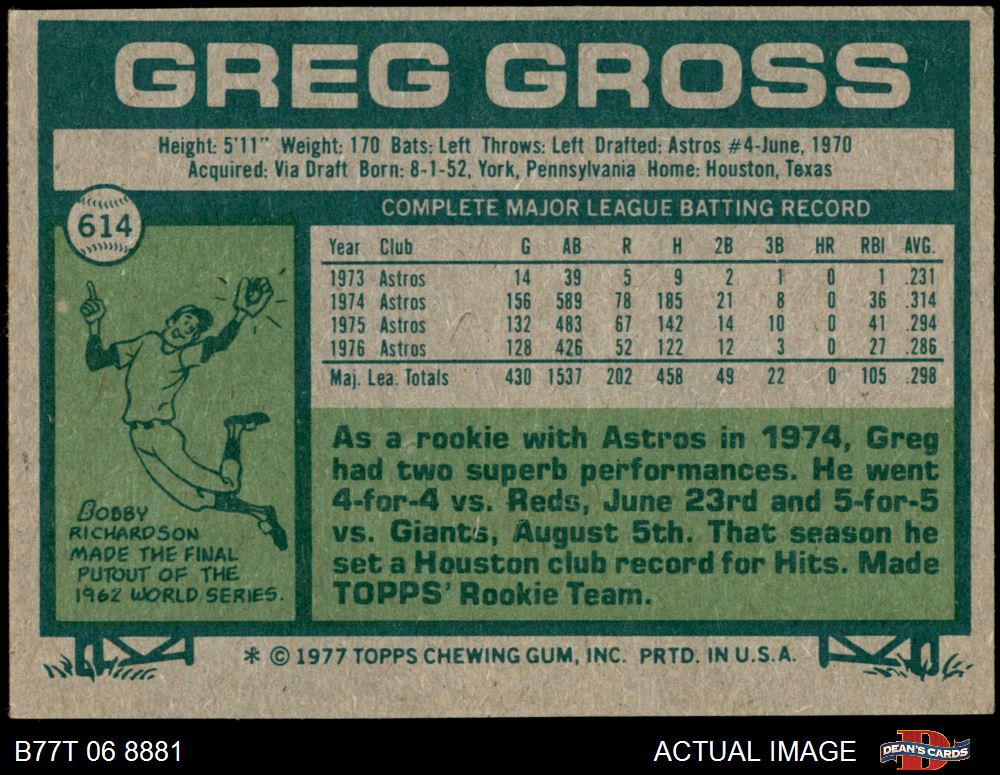 GREG GROSS
Height: 5'11" Weight: 170 Bats: Left Throws: Left Drafted: Astros #4-June, 1970
Acquired: Via Draft Born: 8-1-52, York, Pennsylvania Home: Houston, Texas
614
COMPLETE MAJOR LEAGUE BATTING RECORD
Year Club G AB R H 2B 3B HR RBI AVG.
1973 Astros 14 39 5 9 2 1 0 1 .231
1974 Astros 156 589 78 185 21 8 0 36 .314
1975 Astros 132 483 67 142 14 10 0 41 .294
1976 Astros 128 426 52 122 12 3 0 27 .286
Maj. Lea. Totals 430 1537 202 458 49 22 0 105 .298
BOBBY
RICHARDSON
MADE THE FINAL
PUTOUT OF THE
1962 WORLD SERIES.
As a rookie with Astros in 1974, Greg
had two superb performances. He went
4-for-4 vs. Reds, June 23rd and 5-for-5
vs. Giants, August 5th. That season he
set a Houston club record for Hits. Made
TOPPS' Rookie Team.
* © 1977 TOPPS CHEWING GUM, INC. PRTD. IN U.S.A.
B77T 06 8881 ACTUAL IMAGE DEAN'S CARDS